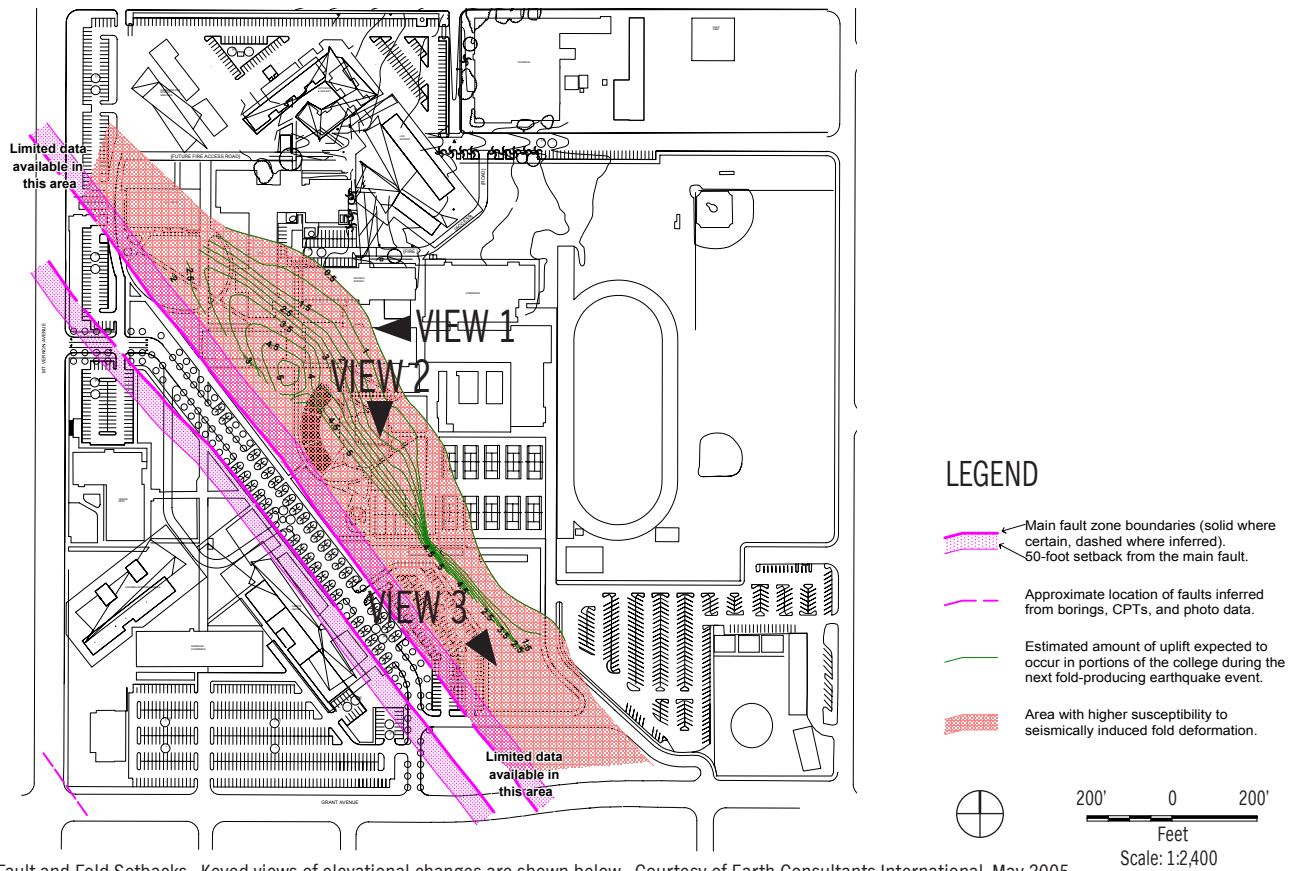 Limited data
available in
this area
(FUTURE FIRE ACCESS ROAD)
(ROAD)
(FIRE
MT. VERNON AVENUE
VIEW 1
VIEW 2
VIEW 3
Limited data
available in
this area
GRANT AVENUE
LEGEND
Main fault zone boundaries (solid where
certain, dashed where inferred).
50-foot setback from the main fault.
Approximate location of faults inferred
from borings, CPTs, and photo data.
Estimated amount of uplift expected to
occur in portions of the college during the
next fold-producing earthquake event.
Area with higher susceptibility to
seismically induced fold deformation.
200' 0 200'
Feet
Scale: 1:2,400
Fault and Fold Setbacks. Keyed views of elevational changes are shown below. Courtesy of Earth Consultants International, May 2005